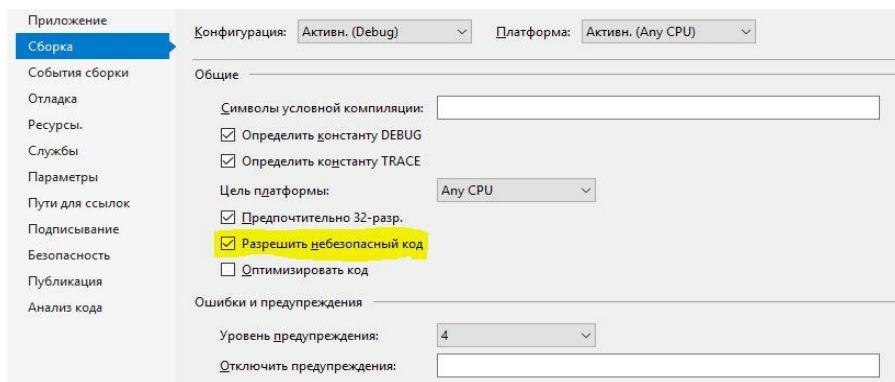 Приложение
Сборка
События сборки
Отладка
Ресурсы.
Службы
Параметры
Пути для ссылок
Подписывание
Безопасность
Публикация
Анализ кода
Конфигурация: Активн. (Debug) Платформа: Активн. (Any CPU)
Общие
Символы условной компиляции:
Определить константу DEBUG
Определить константу TRACE
Цель платформы: Any CPU
Предпочтительно 32-разр.
Разрешить небезопасный код
Оптимизировать код
Ошибки и предупреждения
Уровень предупреждения: 4
Отключить предупреждения: